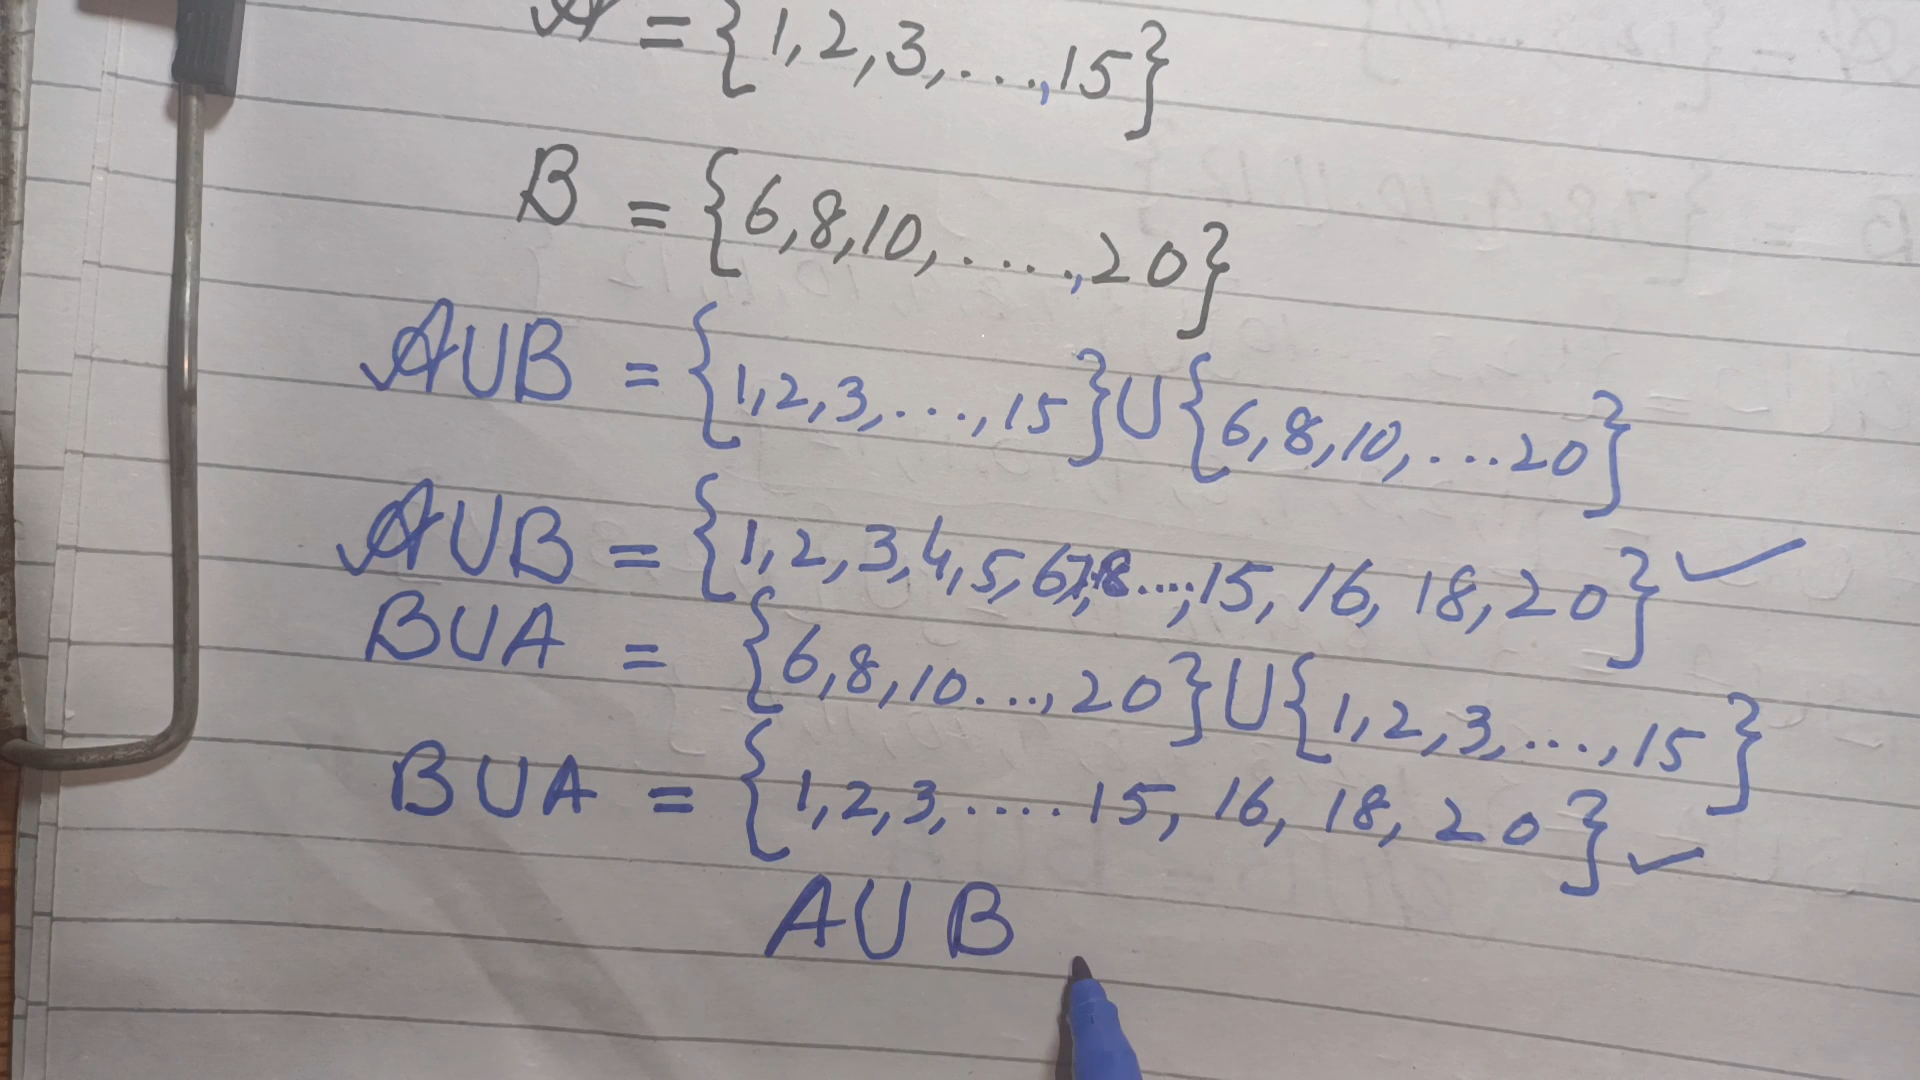 A = {1,2,3,....,15}
B = {6,8,10,.....,20}
AUB = {1,2,3,....,15}U{6,8,10,...20}
AUB = {1,2,3,4,5,6,7,8...,15,16,18,20}✓
BUA = {6,8,10...,20}U{1,2,3,...,15}
BUA = {1,2,3,....15,16,18,20}✓
AUB